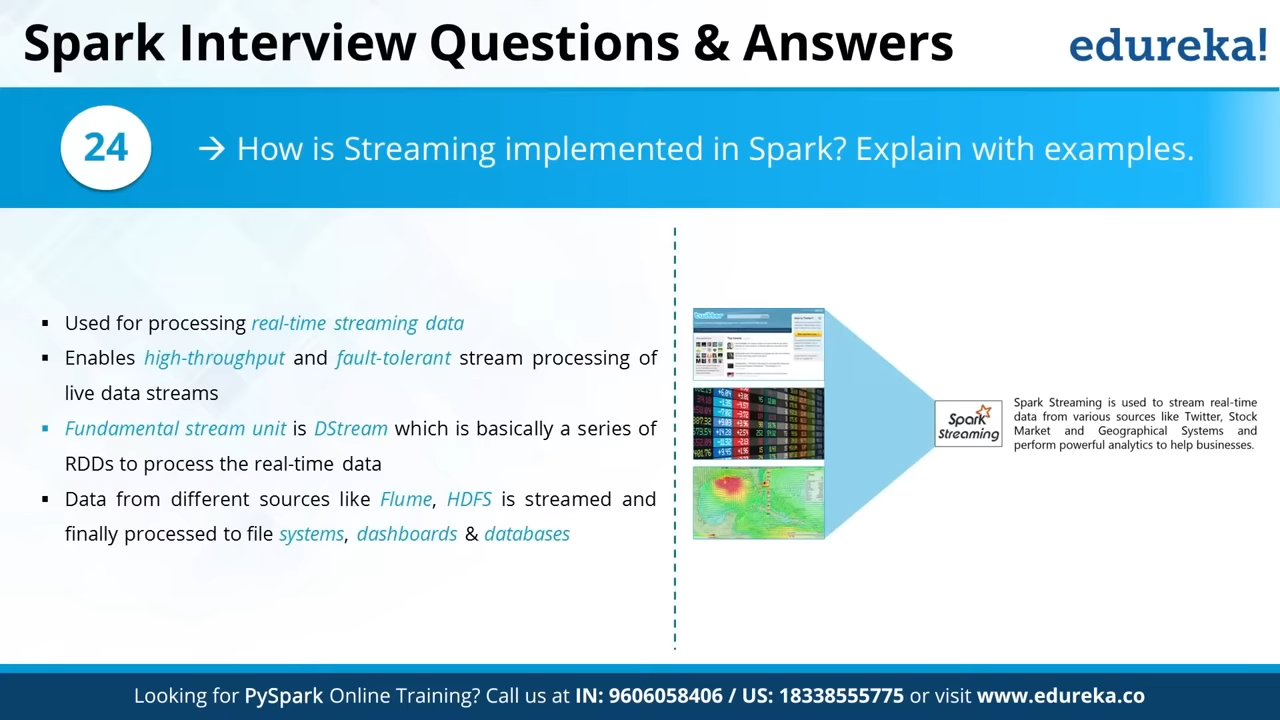 Spark Interview Questions & Answers
edureka!
24
→ How is Streaming implemented in Spark? Explain with examples.
▪ Used for processing real-time streaming data
▪ Enables high-throughput and fault-tolerant stream processing of
live data streams
▪ Fundamental stream unit is DStream which is basically a series of
RDDs to process the real-time data
▪ Data from different sources like Flume, HDFS is streamed and
finally processed to file systems, dashboards & databases
twitter
Spark
Streaming
Spark Streaming is used to stream real-time
data from various sources like Twitter, Stock
Market and Geographical Systems and
perform powerful analytics to help businesses.
Looking for PySpark Online Training? Call us at IN: 9606058406 / US: 18338555775 or visit www.edureka.co